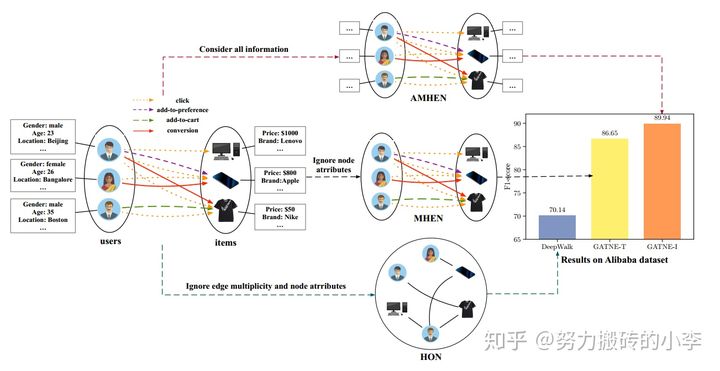 Consider all information
...
...
...
...
...
...
AMHEN
click
add-to-preference
add-to-cart
conversion
Gender: male
Age: 23
Location: Beijing
...
Gender: female
Age: 26
Location: Bangalore
...
Gender: male
Age: 35
Location: Boston
...
users
items
Price: $1000
Brand: Lenovo
...
Price: $800
Brand:Apple
...
Price: $50
Brand: Nike
...
Ignore node
atrributes
MHEN
Ignore edge multiplicity and node atrributes
HON
F1-score
90
85
80
75
70
65
70.14
86.65
89.94
DeepWalk
GATNE-T
GATNE-I
Results on Alibaba dataset
知乎 @努力搬砖的小李